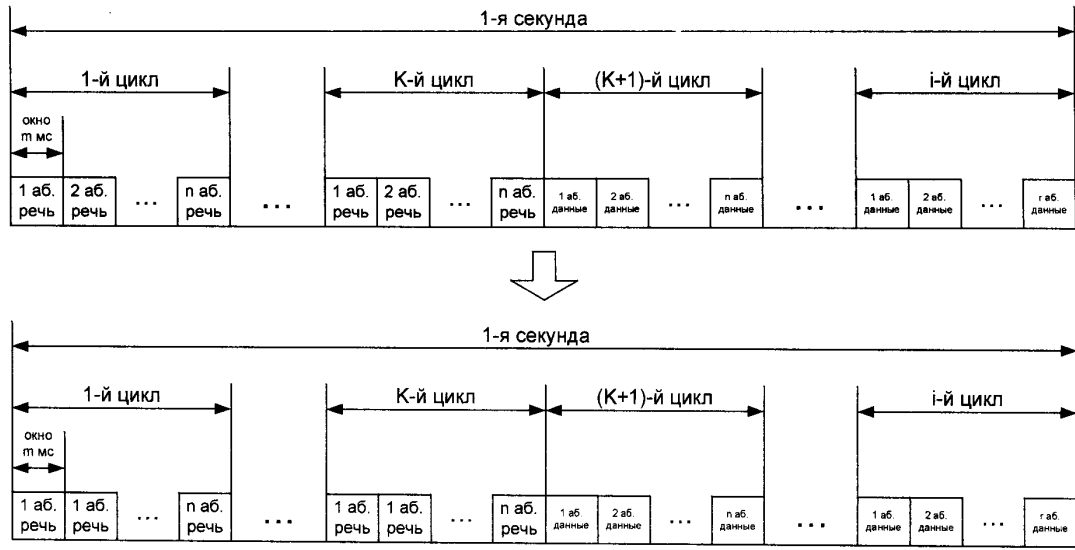 1-я секунда
1-й цикл
K-й цикл
(K+1)-й цикл
i-й цикл
окно
m мс
1 аб.
речь
2 аб.
речь
...
n аб.
речь
...
1 аб.
речь
2 аб.
речь
...
n аб.
речь
1 аб.
данные
2 аб.
данные
...
n аб.
данные
...
1 аб.
данные
2 аб.
данные
...
r аб.
данные
1-я секунда
1-й цикл
K-й цикл
(K+1)-й цикл
i-й цикл
окно
m мс
1 аб.
речь
1 аб.
речь
...
n аб.
речь
...
1 аб.
речь
1 аб.
речь
...
n аб.
речь
1 аб.
данные
2 аб.
данные
...
n аб.
данные
...
1 аб.
данные
2 аб.
данные
...
r аб.
данные